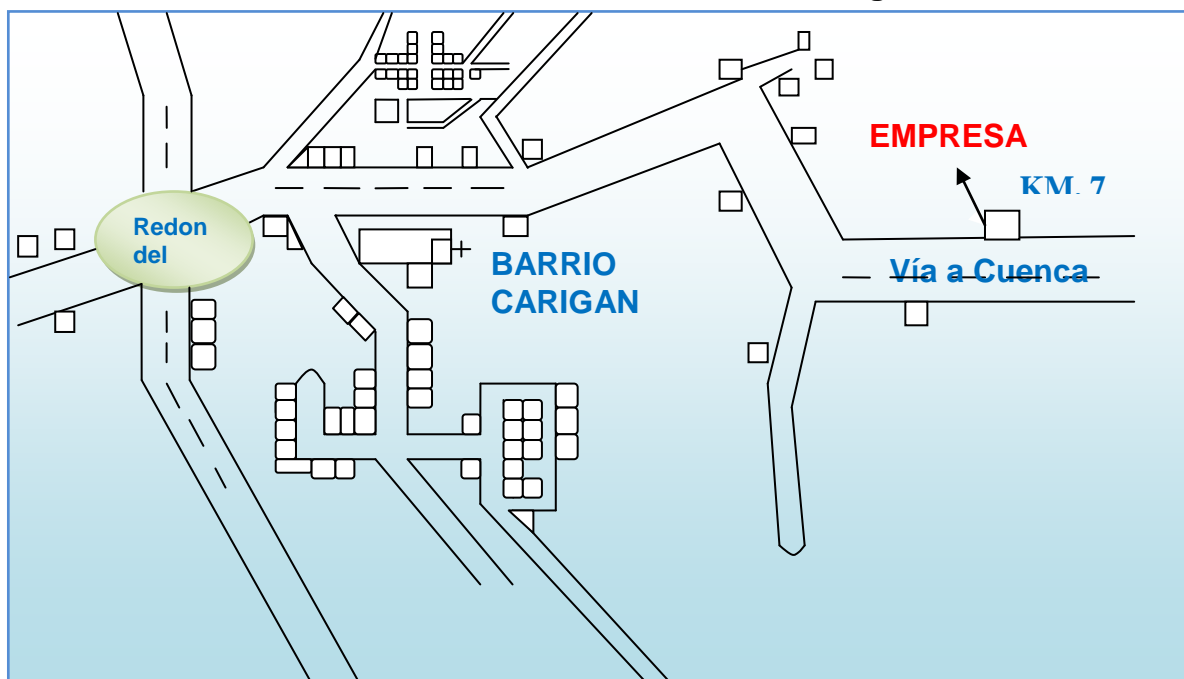 EMPRESA
KM. 7
Redon
del
BARRIO
CARIGAN
Vía a Cuenca